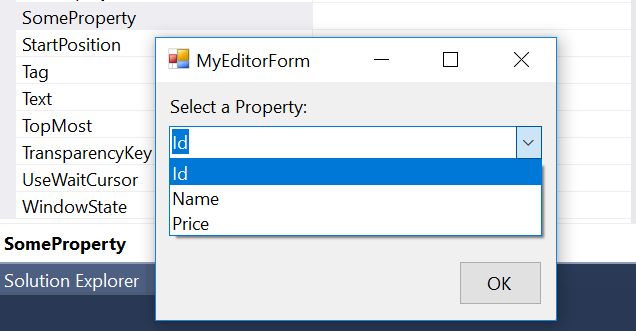 SomeProperty
StartPosition
Tag
Text
TopMost
TransparencyKey
UseWaitCursor
WindowState
SomeProperty
Solution Explorer
MyEditorForm
Select a Property:
Id
Id
Name
Price
OK